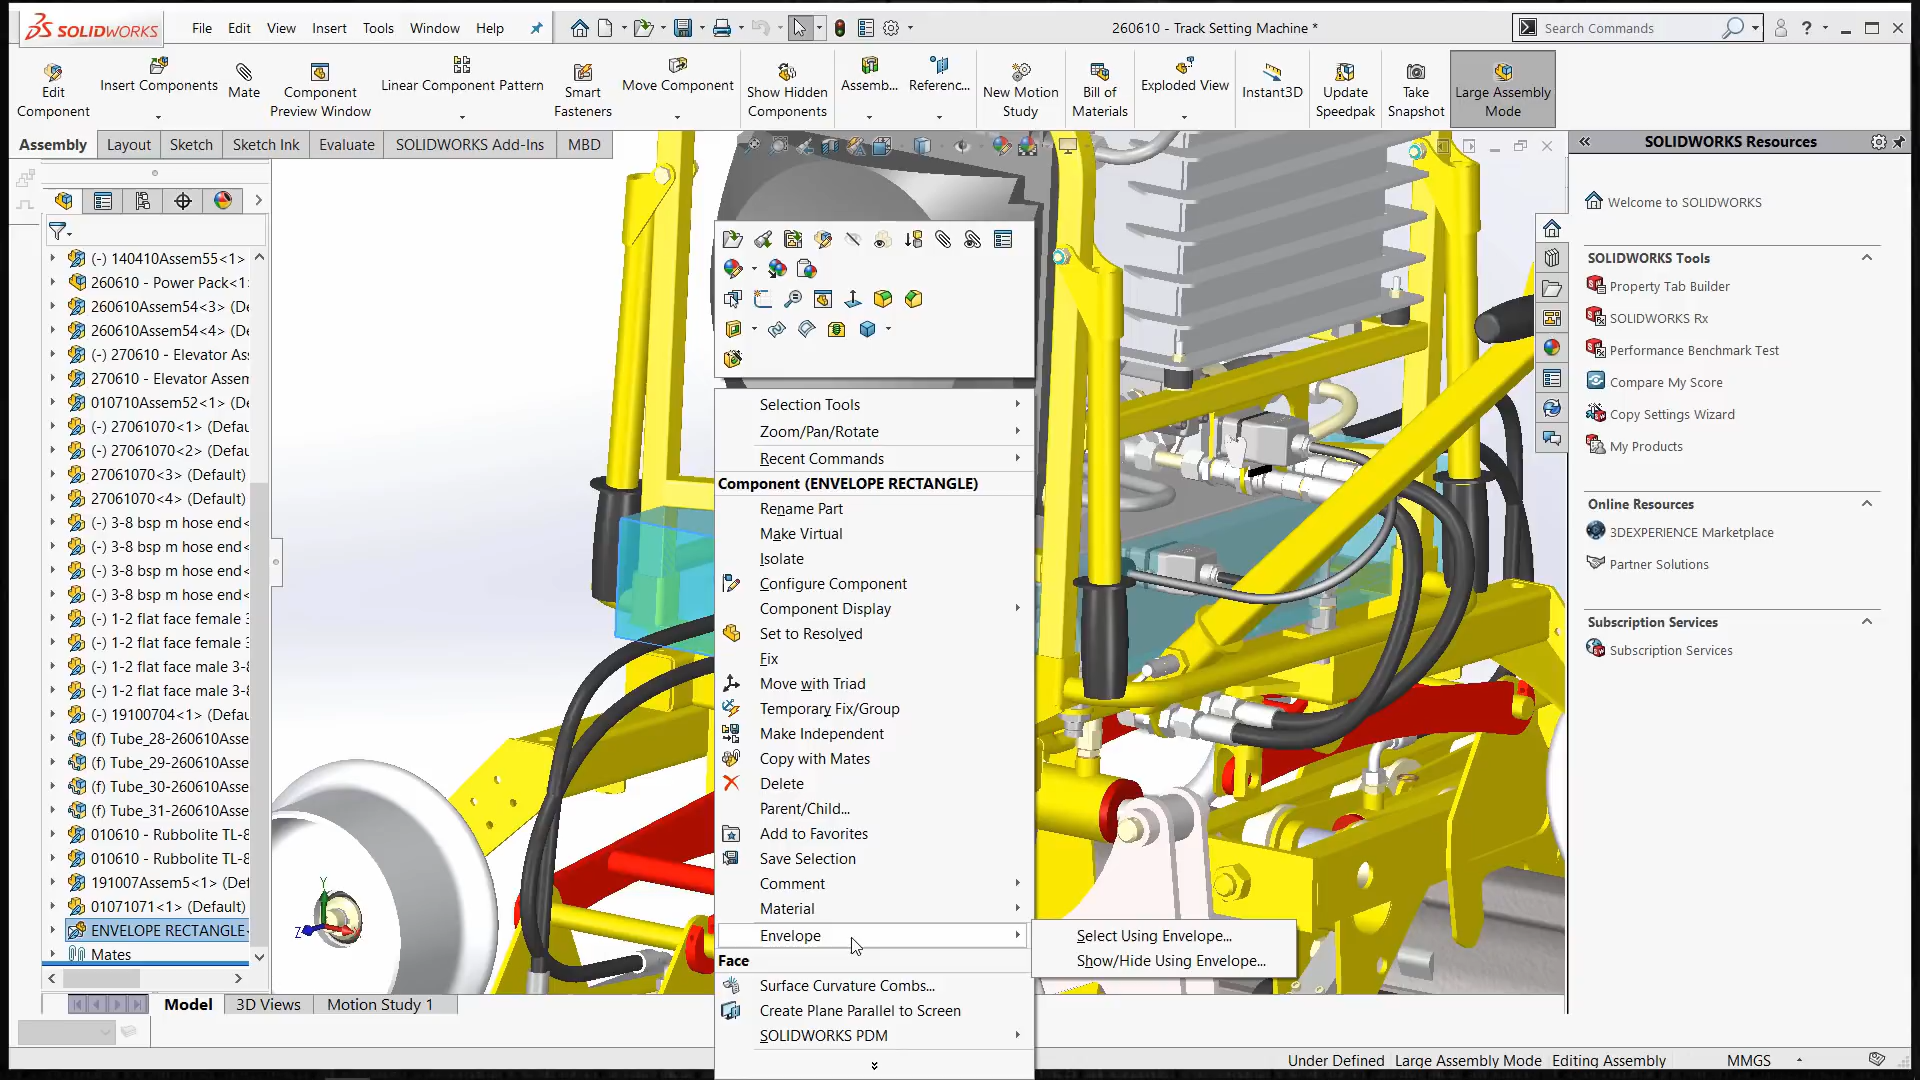 SOLIDWORKS
File Edit View Insert Tools Window Help
260610 - Track Setting Machine *
Search Commands
?
Edit Component
Insert Components
Mate
Component Preview Window
Linear Component Pattern
Smart Fasteners
Move Component
Show Hidden Components
Assemb...
Referenc...
New Motion Study
Bill of Materials
Exploded View
Instant3D
Update Speedpak
Take Snapshot
Large Assembly Mode
Assembly Layout Sketch Sketch Ink Evaluate SOLIDWORKS Add-Ins MBD
(-) 140410Assem55<1>
260610 - Power Pack<1
260610Assem54<3> (De
260610Assem54<4> (De
(-) 270610 - Elevator Ass
270610 - Elevator Assem
010710Assem52<1> (De
(-) 27061070<1> (Defau
(-) 27061070<2> (Defau
27061070<3> (Default)
27061070<4> (Default)
(-) 3-8 bsp m hose end<
(-) 3-8 bsp m hose end<
(-) 3-8 bsp m hose end<
(-) 3-8 bsp m hose end<
(-) 1-2 flat face female 3
(-) 1-2 flat face female 3
(-) 1-2 flat face male 3-8
(-) 1-2 flat face male 3-8
(-) 19100704<1> (Defau
(f) Tube_28-260610Asse
(f) Tube_29-260610Asse
(f) Tube_30-260610Asse
(f) Tube_31-260610Asse
010610 - Rubbolite TL-8
010610 - Rubbolite TL-8
191007Assem5<1> (Def
01071071<1> (Default)
ENVELOPE RECTANGLE<
Mates
Selection Tools
Zoom/Pan/Rotate
Recent Commands
Component (ENVELOPE RECTANGLE)
Rename Part
Make Virtual
Isolate
Configure Component
Component Display
Set to Resolved
Fix
Move with Triad
Temporary Fix/Group
Make Independent
Copy with Mates
Delete
Parent/Child...
Add to Favorites
Save Selection
Comment
Material
Envelope
Select Using Envelope...
Show/Hide Using Envelope...
Face
Surface Curvature Combs...
Create Plane Parallel to Screen
SOLIDWORKS PDM
Y
Z
SOLIDWORKS Resources
Welcome to SOLIDWORKS
SOLIDWORKS Tools
Property Tab Builder
SOLIDWORKS Rx
Performance Benchmark Test
Compare My Score
Copy Settings Wizard
My Products
Online Resources
3DEXPERIENCE Marketplace
Partner Solutions
Subscription Services
Subscription Services
Model 3D Views Motion Study 1
Under Defined Large Assembly Mode Editing Assembly MMGS